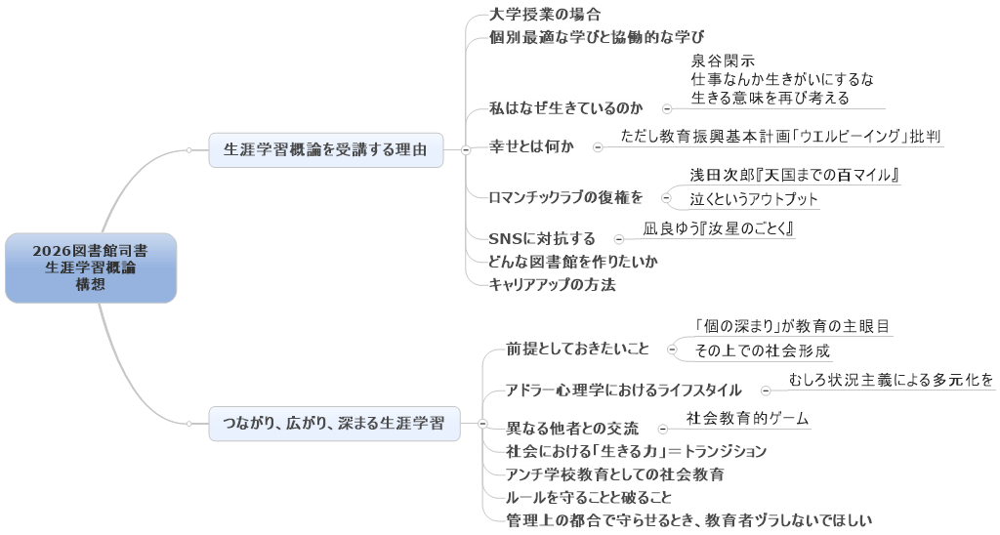 2026図書館司書
生涯学習概論
構想
生涯学習概論を受講する理由
大学授業の場合
個別最適な学びと協働的な学び
私はなぜ生きているのか
泉谷閑示
仕事なんか生きがいにするな
生きる意味を再び考える
幸せとは何か
ただし教育振興基本計画「ウエルビーイング」批判
ロマンチックラブの復権を
浅田次郎『天国までの百マイル』
泣くというアウトプット
SNSに対抗する
凪良ゆう『汝星のごとく』
どんな図書館を作りたいか
キャリアアップの方法
つながり、広がり、深まる生涯学習
前提としておきたいこと
「個の深まり」が教育の主眼目
その上での社会形成
アドラー心理学におけるライフスタイル
むしろ状況主義による多元化を
異なる他者との交流
社会教育的ゲーム
社会における「生きる力」＝トランジション
アンチ学校教育としての社会教育
ルールを守ることと破ること
管理上の都合で守らせるとき、教育者ヅラしないでほしい